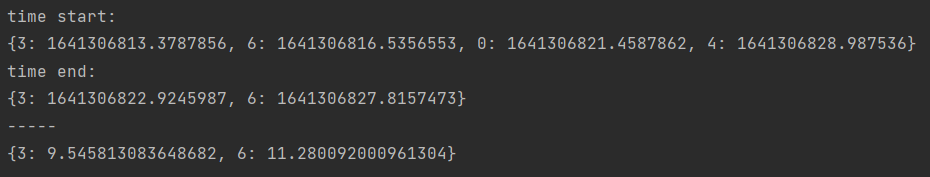 time start:
{3: 1641306813.3787856, 6: 1641306816.5356553, 0: 1641306821.4587862, 4: 1641306828.987536}
time end:
{3: 1641306822.9245987, 6: 1641306827.8157473}
-----
{3: 9.545813083648682, 6: 11.280092000961304}